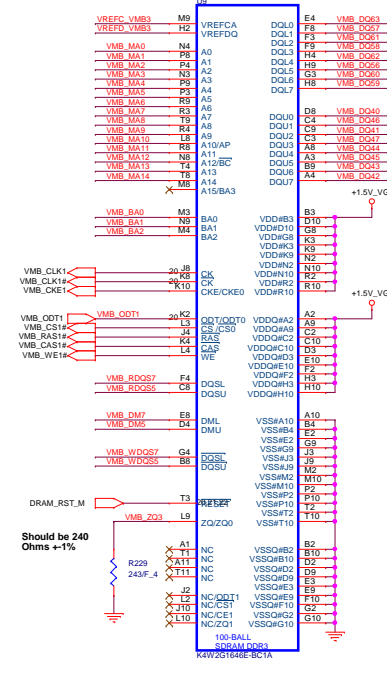 U9
VREFC_VMB3 M9 VREFCA DQL0 E4 VMB_DQ63
VREFD_VMB3 H2 VREFDQ DQL1 F8 VMB_DQ57
DQL2 F3 VMB_DQ61
VMB_MA0 N4 A0 DQL3 F9 VMB_DQ58
VMB_MA1 P8 A1 DQL4 H4 VMB_DQ62
VMB_MA2 P4 A2 DQL5 H9 VMB_DQ56
VMB_MA3 N3 A3 DQL6 G3 VMB_DQ60
VMB_MA4 P9 A4 DQL7 H8 VMB_DQ59
VMB_MA5 P3 A5
VMB_MA6 R9 A6
VMB_MA7 R3 A7 DQU0 D8 VMB_DQ40
VMB_MA8 T9 A8 DQU1 C4 VMB_DQ46
VMB_MA9 R4 A9 DQU2 C9 VMB_DQ41
VMB_MA10 L8 A10/AP DQU3 C3 VMB_DQ47
VMB_MA11 R8 A11 DQU4 A8 VMB_DQ44
VMB_MA12 N8 A12/BC DQU5 A3 VMB_DQ45
VMB_MA13 T4 A13 DQU6 B9 VMB_DQ43
VMB_MA14 T8 A14 DQU7 A4 VMB_DQ42
M8 A15/BA3
+1.5V_VG
VMB_BA0 M3 BA0 VDD#B3 B3
VMB_BA1 N9 BA1 VDD#D10 D10
VMB_BA2 M4 BA2 VDD#G8 G8
VDD#K3 K3
VDD#K9 K9
VDD#N2 N2
VMB_CLK1 20 J8 CK VDD#N10 N10
VMB_CLK1# 20 K8 CK VDD#R2 R2
VMB_CKE1 K10 CKE/CKE0 VDD#R10 R10
+1.5V_VG
VMB_ODT1 VMB_ODT1 20 K2 ODT/ODT0 VDDQ#A2 A2
VMB_CS1# L3 CS/CS0 VDDQ#A9 A9
VMB_RAS1# J4 RAS VDDQ#C2 C2
VMB_CAS1# K4 CAS VDDQ#C10 C10
VMB_WE1# L4 WE VDDQ#D3 D3
VDDQ#E10 E10
VDDQ#F2 F2
VMB_RDQS7 F4 DQSL VDDQ#H3 H3
VMB_RDQS5 C8 DQSU VDDQ#H10 H10
VMB_DM7 E8 DML VSS#A10 A10
VMB_DM5 D4 DMU VSS#B4 B4
VSS#E2 E2
VSS#G9 G9
VMB_WDQS7 G4 DQSL VSS#J3 J3
VMB_WDQS5 B8 DQSU VSS#J9 J9
VSS#M2 M2
VSS#M10 M10
VSS#P2 P2
DRAM_RST_M T3 20,21,22 RESET VSS#P10 P10
VSS#T2 T2
VMB_ZQ3 L9 ZQ/ZQ0 VSS#T10 T10
Should be 240
Ohms +-1%
A1 NC VSSQ#B2 B2
T1 NC VSSQ#B10 B10
A11 NC VSSQ#D2 D2
T11 NC VSSQ#D9 D9
R229
243/F_4
VSSQ#E3 E3
J2 NC/ODT1 VSSQ#E9 E9
L2 NC/CS1 VSSQ#F10 F10
J10 NC/CE1 VSSQ#G2 G2
L10 NC/ZQ1 VSSQ#G10 G10
100-BALL
SDRAM DDR3
K4W2G1646E-BC1A